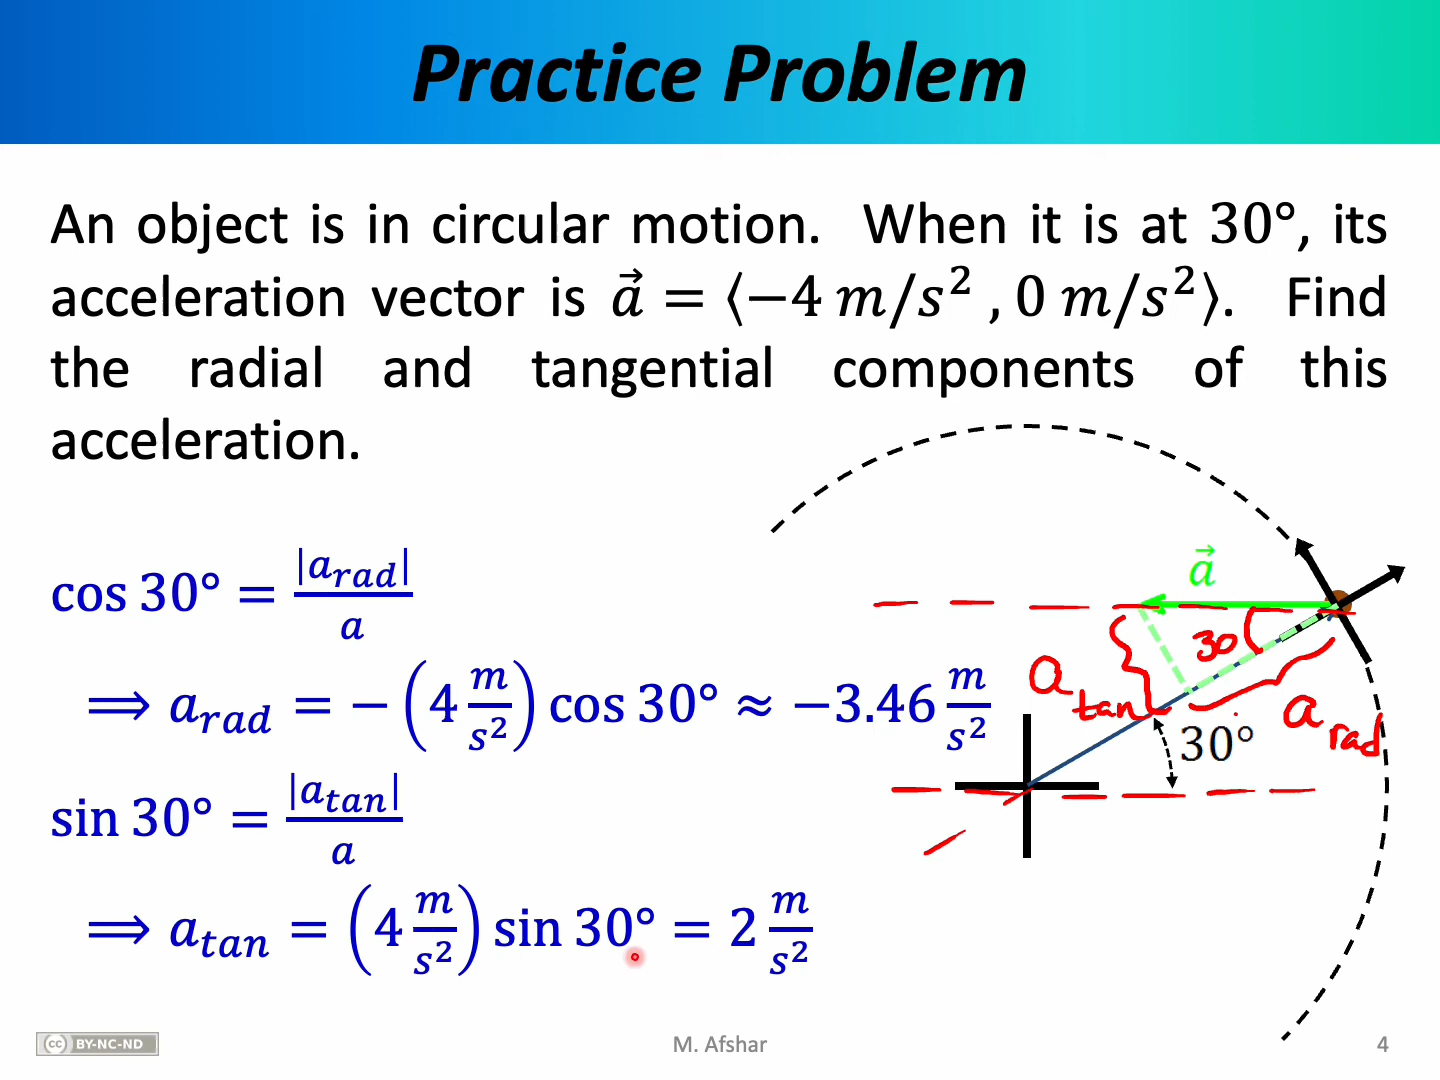 Practice Problem
An object is in circular motion. When it is at 30°, its
acceleration vector is a⃗ = ⟨−4 m/s² , 0 m/s²⟩. Find
the radial and tangential components of this
acceleration.
cos 30° = |a_rad| / a
⟹ a_rad = −(4 m/s²) cos 30° ≈ −3.46 m/s²
sin 30° = |a_tan| / a
⟹ a_tan = (4 m/s²) sin 30° = 2 m/s²
a⃗
30
a_tan
a_rad
30°
cc BY-NC-ND
M. Afshar
4